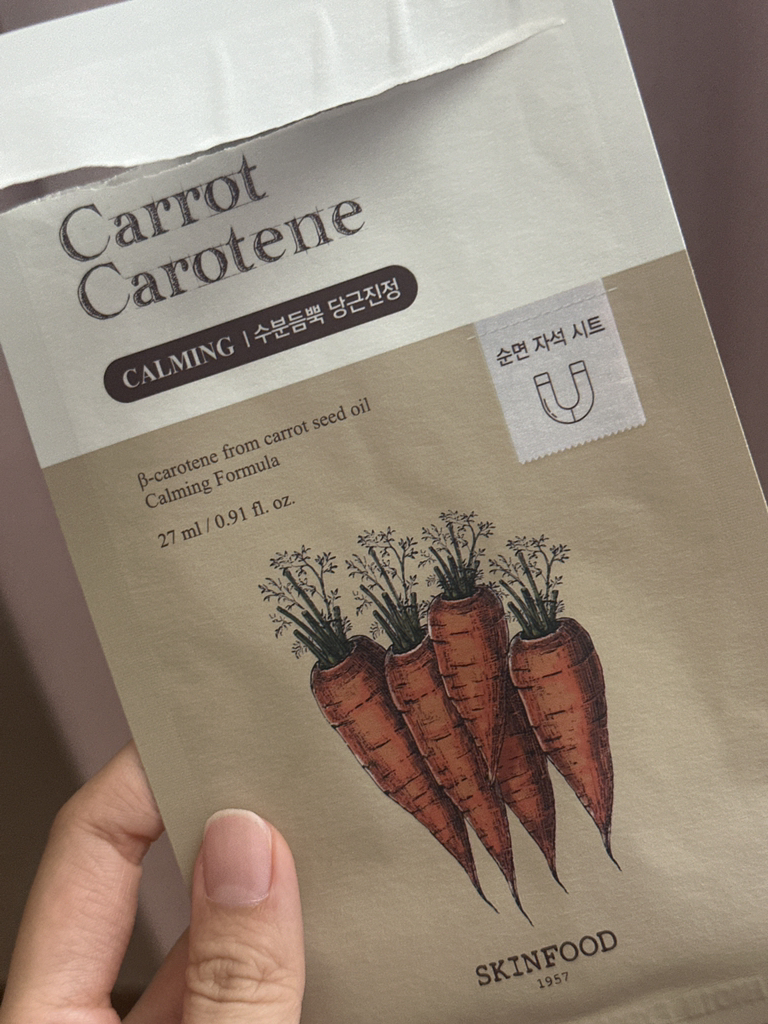 Carrot
Carotene
CALMING | 수분듬뿍 당근진정
순면 자석 시트
β-carotene from carrot seed oil
Calming Formula
27 ml / 0.91 fl. oz.
SKINFOOD
1957